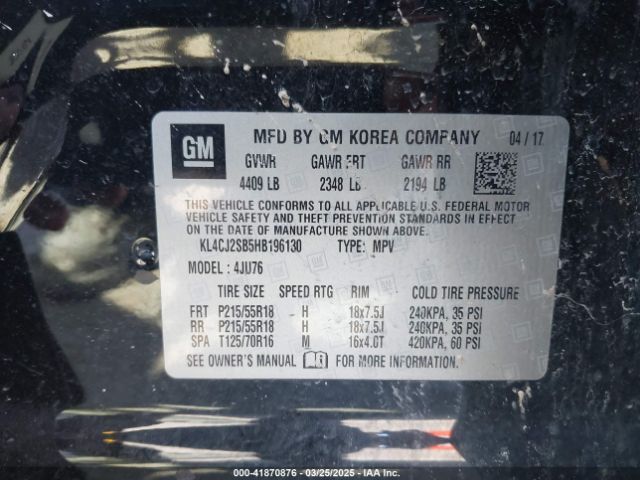 GM
MFD BY GM KOREA COMPANY 04 / 17
GVWR GAWR FRT GAWR RR
4409 LB 2348 LB 2194 LB
THIS VEHICLE CONFORMS TO ALL APPLICABLE U.S. FEDERAL MOTOR
VEHICLE SAFETY AND THEFT PREVENTION STANDARDS IN EFFECT ON
THE DATE OF MANUFACTURE SHOWN ABOVE.
KL4CJ2SB5HB196130 TYPE: MPV
MODEL: 4JU76
TIRE SIZE SPEED RTG RIM COLD TIRE PRESSURE
FRT P215/55R18 H 18x7.5J 240KPA, 35 PSI
RR P215/55R18 H 18x7.5J 240KPA, 35 PSI
SPA T125/70R16 M 16x4.0T 420KPA, 60 PSI
SEE OWNER'S MANUAL FOR MORE INFORMATION.
000-41870876 - 03/25/2025 - IAA Inc.